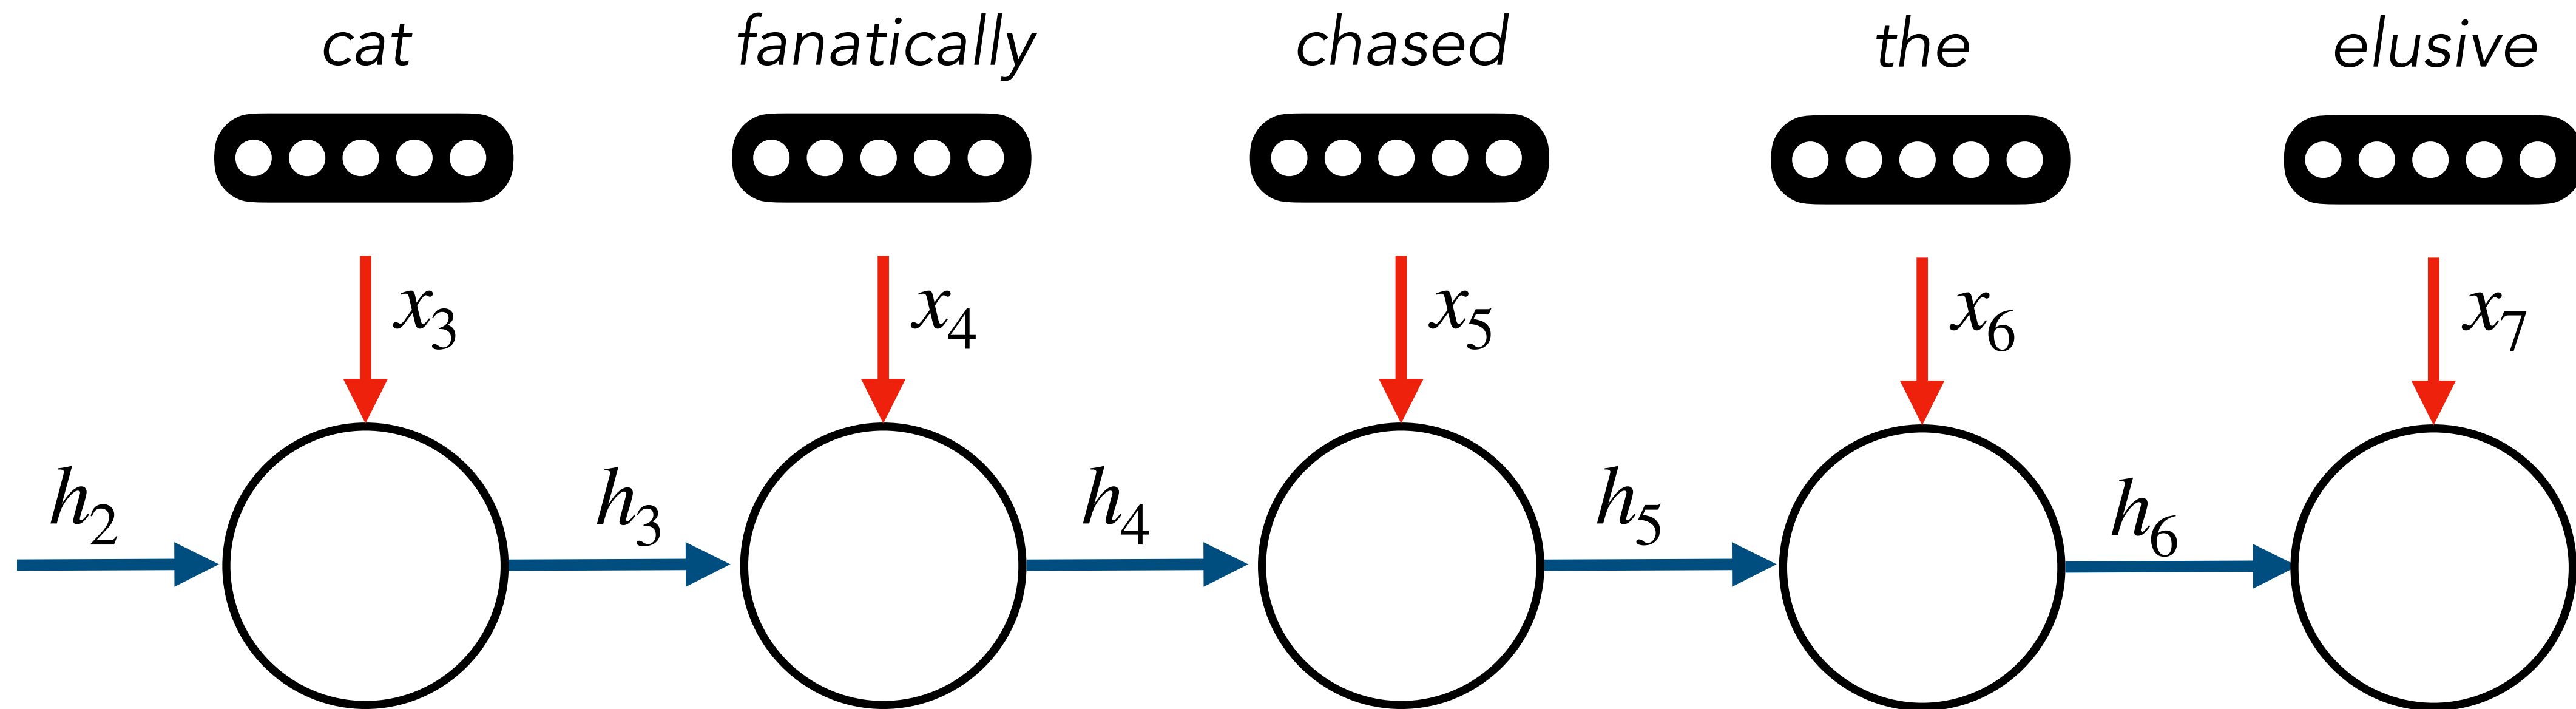 cat fanatically chased the elusive
x₃ x₄ x₅ x₆ x₇
h₂ h₃ h₄ h₅ h₆